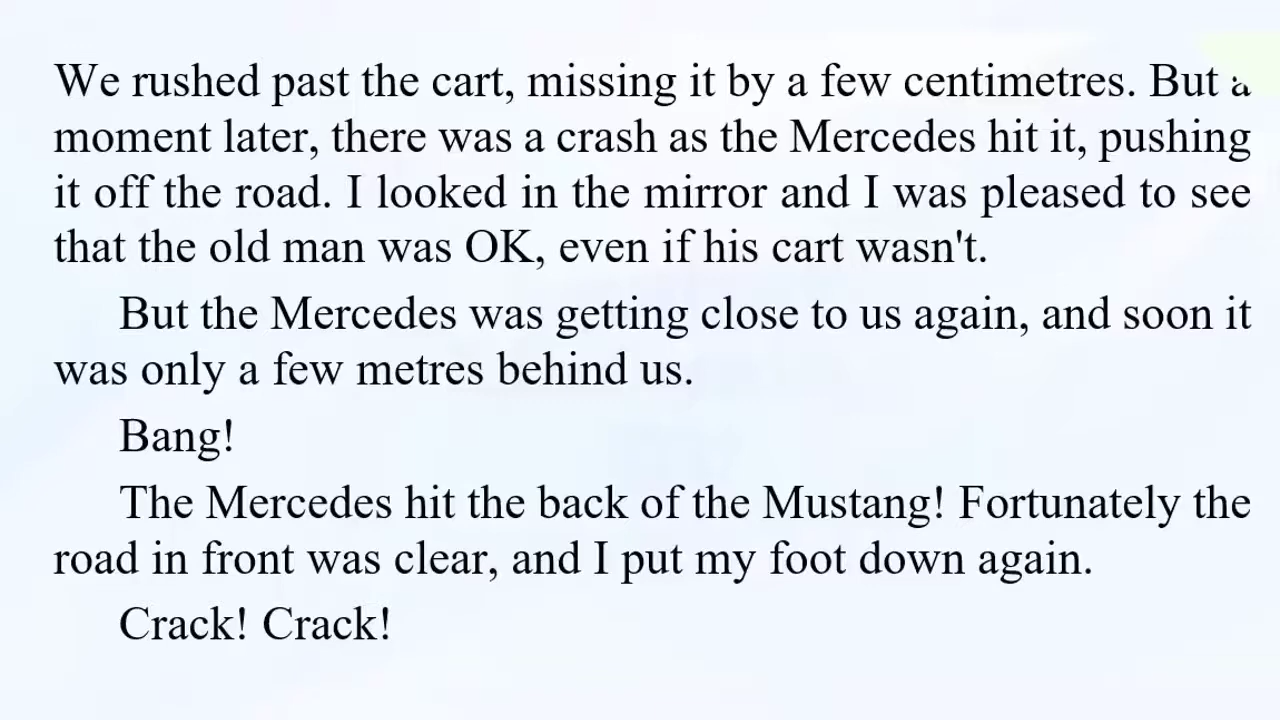 We rushed past the cart, missing it by a few centimetres. But a
moment later, there was a crash as the Mercedes hit it, pushing
it off the road. I looked in the mirror and I was pleased to see
that the old man was OK, even if his cart wasn't.
But the Mercedes was getting close to us again, and soon it
was only a few metres behind us.
Bang!
The Mercedes hit the back of the Mustang! Fortunately the
road in front was clear, and I put my foot down again.
Crack! Crack!